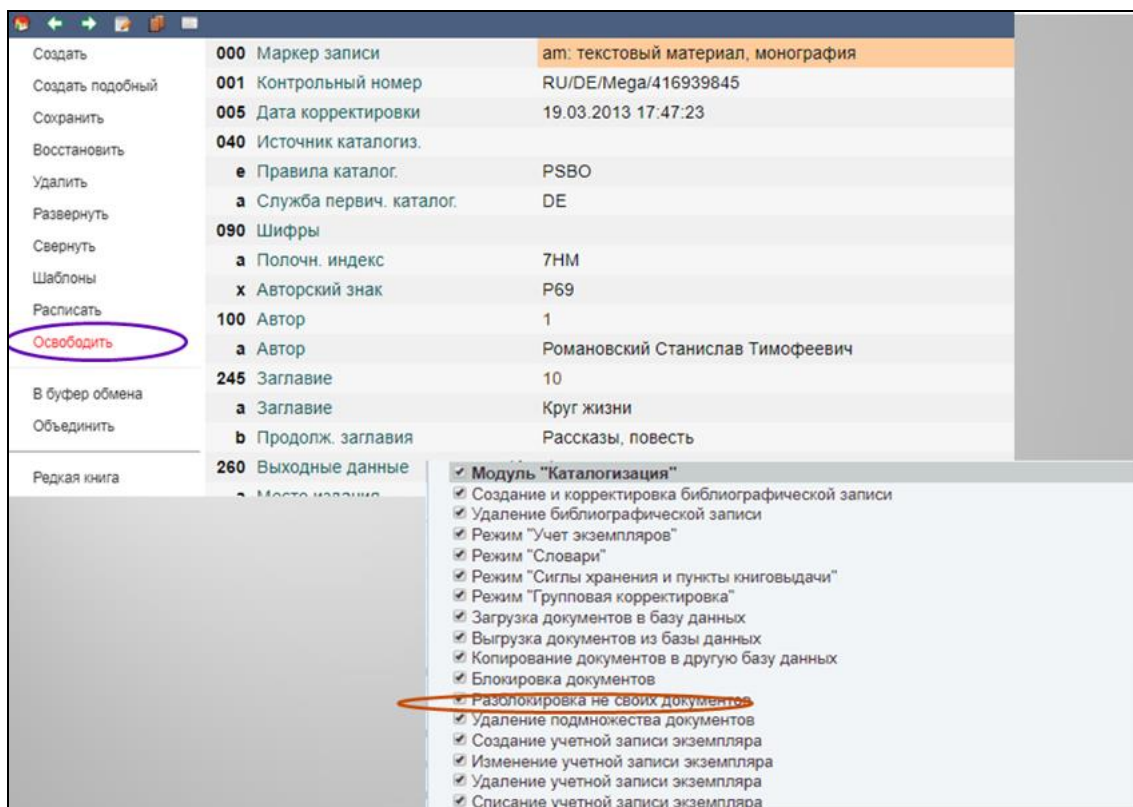 Создать
Создать подобный
Сохранить
Восстановить
Удалить
Развернуть
Свернуть
Шаблоны
Расписать
Освободить
В буфер обмена
Объединить
Редкая книга
000 Маркер записи am: текстовый материал, монография
001 Контрольный номер RU/DE/Mega/416939845
005 Дата корректировки 19.03.2013 17:47:23
040 Источник каталогиз.
e Правила каталог. PSBO
a Служба первич. каталог. DE
090 Шифры
a Полочн. индекс 7НМ
x Авторский знак Р69
100 Автор 1
a Автор Романовский Станислав Тимофеевич
245 Заглавие 10
a Заглавие Круг жизни
b Продолж. заглавия Рассказы, повесть
260 Выходные данные
a Место издания
Модуль "Каталогизация"
Создание и корректировка библиографической записи
Удаление библиографической записи
Режим "Учет экземпляров"
Режим "Словари"
Режим "Сиглы хранения и пункты книговыдачи"
Режим "Групповая корректировка"
Загрузка документов в базу данных
Выгрузка документов из базы данных
Копирование документов в другую базу данных
Блокировка документов
Разблокировка не своих документов
Удаление подмножества документов
Создание учетной записи экземпляра
Изменение учетной записи экземпляра
Удаление учетной записи экземпляра
Списание учетной записи экземпляра